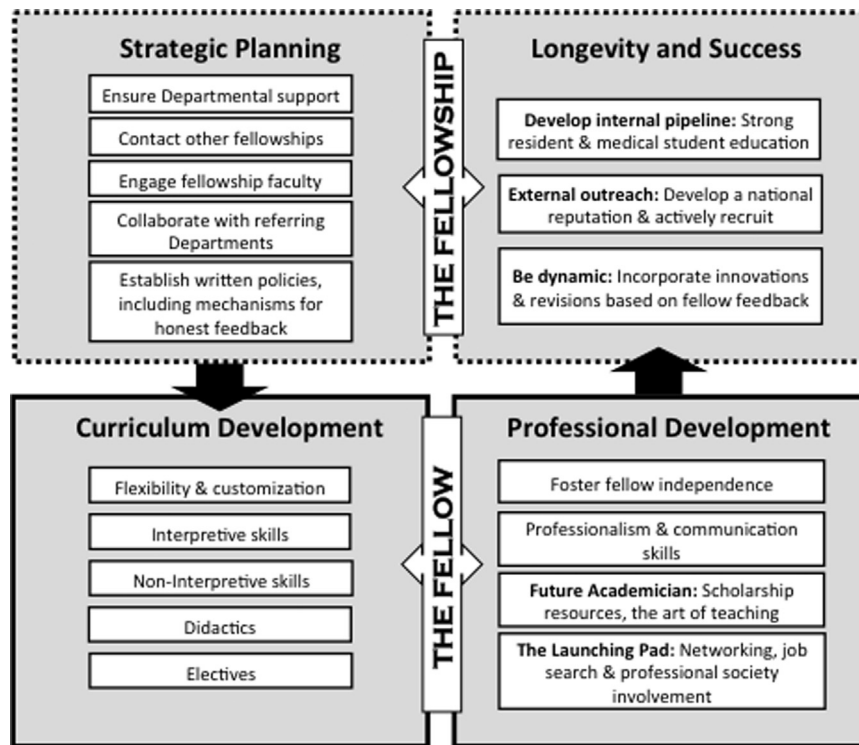 Strategic Planning
Ensure Departmental support
Contact other fellowships
Engage fellowship faculty
Collaborate with referring
Departments
Establish written policies,
including mechanisms for
honest feedback
THE FELLOWSHIP
Longevity and Success
Develop internal pipeline: Strong
resident & medical student education
External outreach: Develop a national
reputation & actively recruit
Be dynamic: Incorporate innovations
& revisions based on fellow feedback
Curriculum Development
Flexibility & customization
Interpretive skills
Non-Interpretive skills
Didactics
Electives
THE FELLOW
Professional Development
Foster fellow independence
Professionalism & communication
skills
Future Academician: Scholarship
resources, the art of teaching
The Launching Pad: Networking, job
search & professional society
involvement